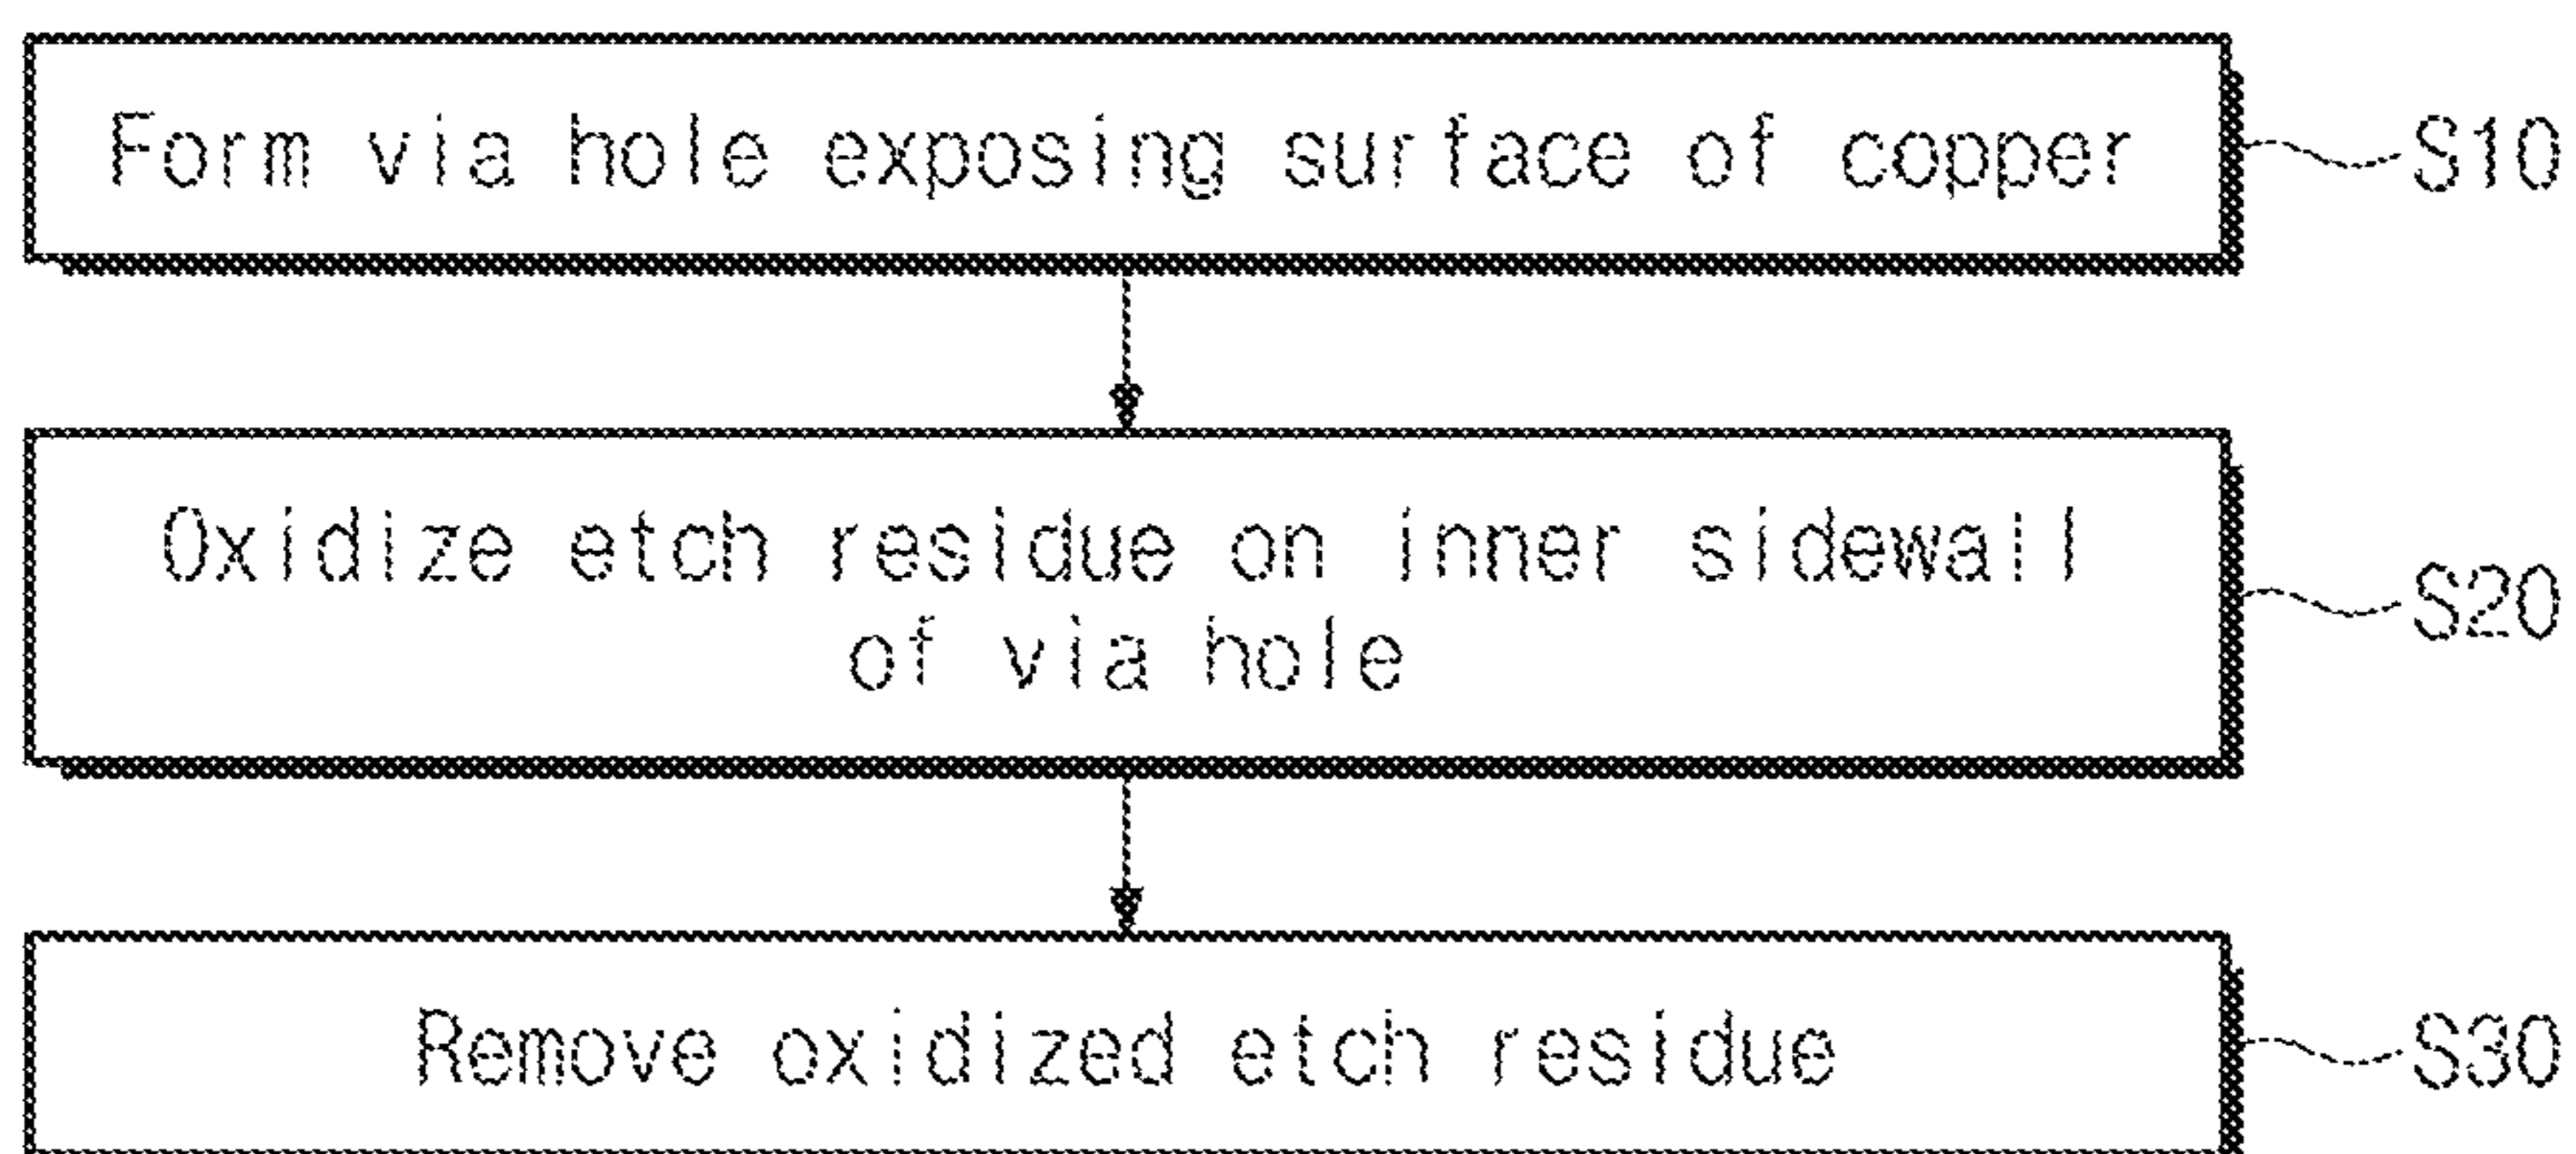 Form via hole exposing surface of copper
S10
Oxidize etch residue on inner sidewall
of via hole
S20
Remove oxidized etch residue
S30